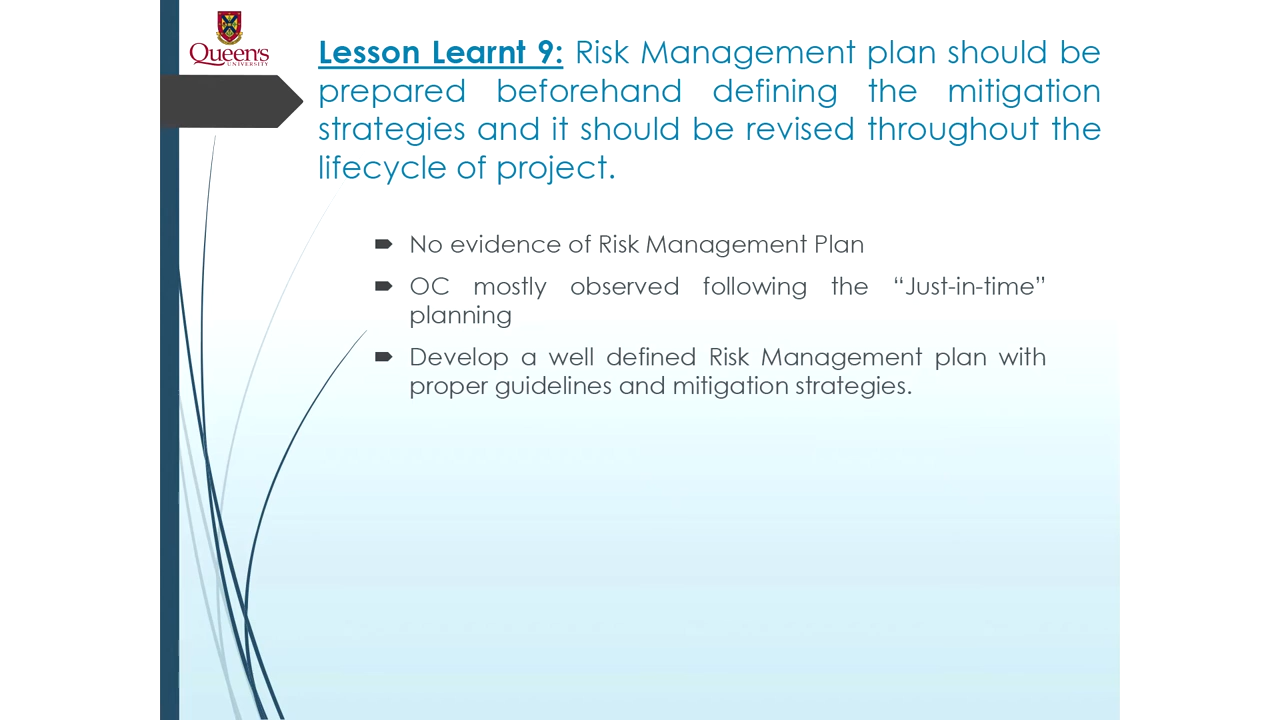 Queen's
UNIVERSITY
Lesson Learnt 9: Risk Management plan should be
prepared beforehand defining the mitigation
strategies and it should be revised throughout the
lifecycle of project.
No evidence of Risk Management Plan
OC mostly observed following the “Just-in-time”
planning
Develop a well defined Risk Management plan with
proper guidelines and mitigation strategies.